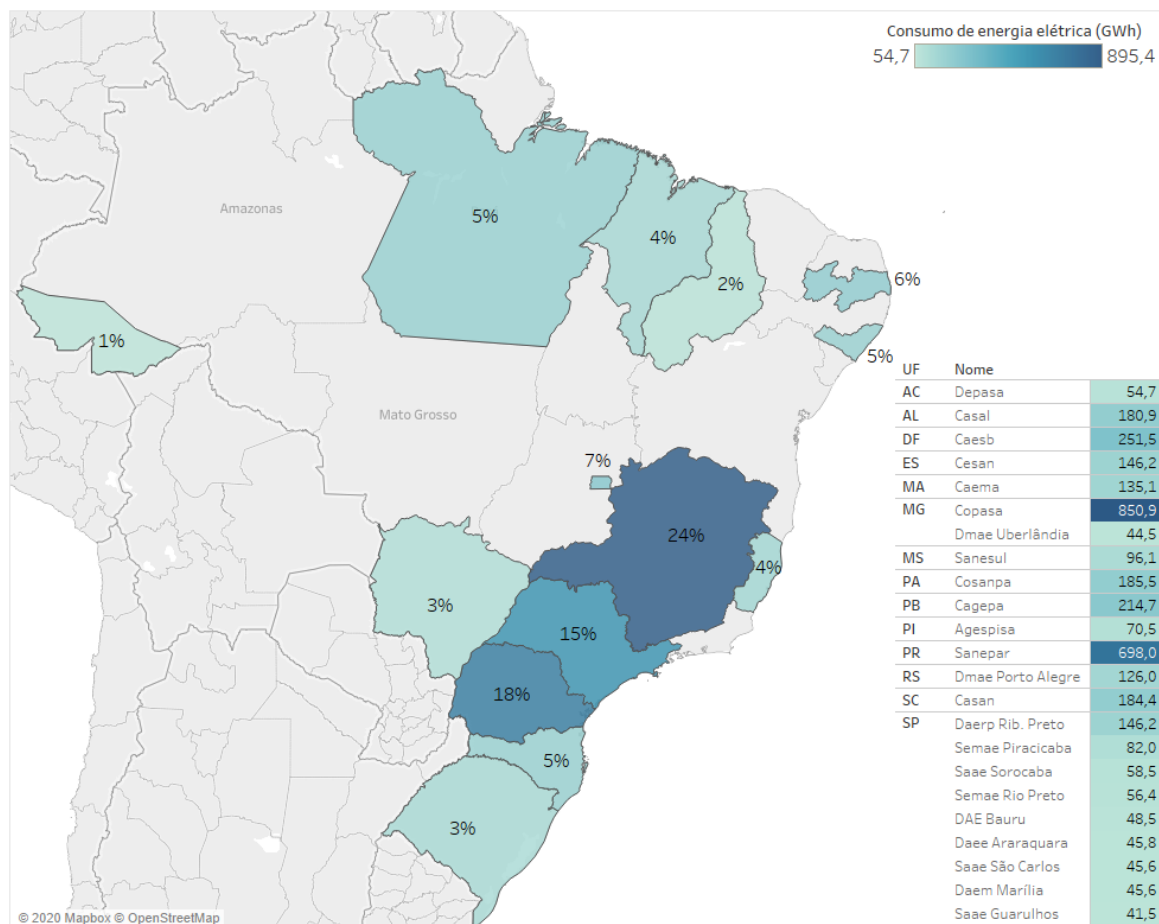 Consumo de energia elétrica (GWh)
54,7 895,4
Amazonas
5%
4%
2%
6%
5%
1%
Mato Grosso
7%
24%
4%
3%
15%
18%
5%
3%
UF Nome
AC Depasa 54,7
AL Casal 180,9
DF Caesb 251,5
ES Cesan 146,2
MA Caema 135,1
MG Copasa 850,9
Dmae Uberlândia 44,5
MS Sanesul 96,1
PA Cosanpa 185,5
PB Cagepa 214,7
PI Agespisa 70,5
PR Sanepar 698,0
RS Dmae Porto Alegre 126,0
SC Casan 184,4
SP Daerp Rib. Preto 146,2
Semae Piracicaba 82,0
Saae Sorocaba 58,5
Semae Rio Preto 56,4
DAE Bauru 48,5
Daee Araraquara 45,8
Saae São Carlos 45,6
Daem Marília 45,6
Saae Guarulhos 41,5
© 2020 Mapbox © OpenStreetMap